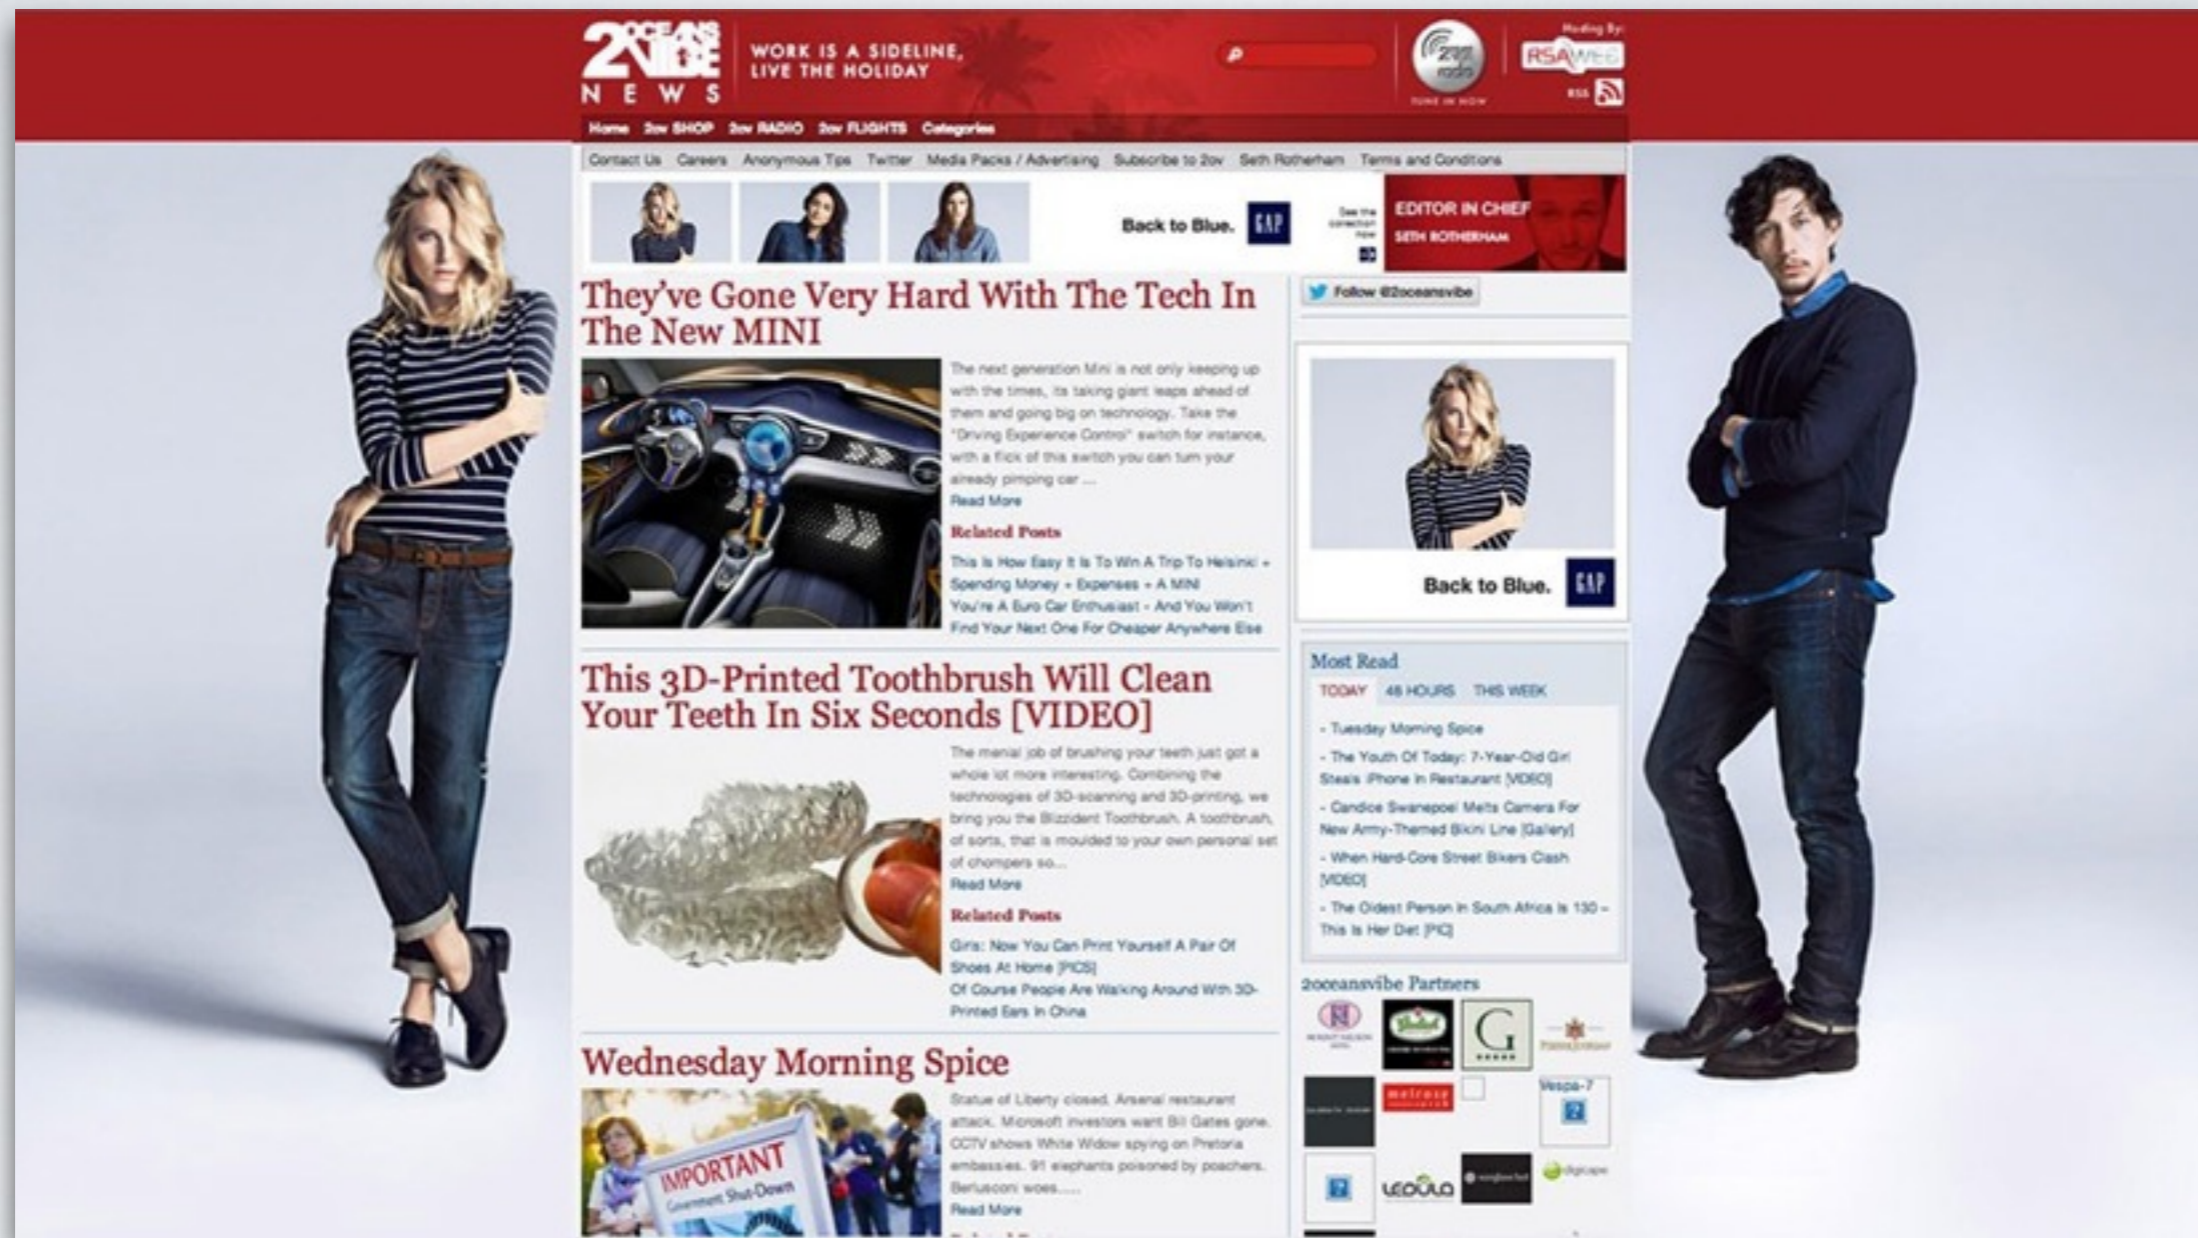 2OCEANS
VIBE
NEWS
WORK IS A SIDELINE,
LIVE THE HOLIDAY
TUNE IN NOW
Hosting By:
RSAWEB
RSS
Home 2ov SHOP 2ov RADIO 2ov FLIGHTS Categories
Contact Us Careers Anonymous Tips Twitter Media Packs / Advertising Subscribe to 2ov Seth Rotherham Terms and Conditions
Back to Blue. GAP
See the
collection
now
EDITOR IN CHIEF
SETH ROTHERHAM
They've Gone Very Hard With The Tech In
The New MINI
The next generation Mini is not only keeping up
with the times, its taking giant leaps ahead of
them and going big on technology. Take the
"Driving Experience Control" switch for instance,
with a flick of this switch you can turn your
already pimping car ...
Read More
Related Posts
This Is How Easy It Is To Win A Trip To Helsinki +
Spending Money + Expenses + A MINI
You're A Euro Car Enthusiast - And You Won't
Find Your Next One For Cheaper Anywhere Else
This 3D-Printed Toothbrush Will Clean
Your Teeth In Six Seconds [VIDEO]
The menial job of brushing your teeth just got a
whole lot more interesting. Combining the
technologies of 3D-scanning and 3D-printing, we
bring you the Blizzident Toothbrush. A toothbrush,
of sorts, that is moulded to your own personal set
of chompers so...
Read More
Related Posts
Girls: Now You Can Print Yourself A Pair Of
Shoes At Home [PICS]
Of Course People Are Walking Around With 3D-
Printed Ears In China
Wednesday Morning Spice
IMPORTANT
Government Shut-Down
Statue of Liberty closed. Arsenal restaurant
attack. Microsoft investors want Bill Gates gone.
CCTV shows White Widow spying on Pretoria
embassies. 91 elephants poisoned by poachers.
Berlusconi woes.....
Read More
Follow @2oceansvibe
Back to Blue. GAP
Most Read
TODAY 48 HOURS THIS WEEK
- Tuesday Morning Spice
- The Youth Of Today: 7-Year-Old Girl
Steals iPhone In Restaurant [VIDEO]
- Candice Swanepoel Melts Camera For
New Army-Themed Bikini Line [Gallery]
- When Hard-Core Street Bikers Clash
[VIDEO]
- The Oldest Person In South Africa Is 130 –
This Is Her Diet [PIC]
2oceansvibe Partners
MOUNT NELSON
G
melrose
Vespa-7
LEDULA
digicape